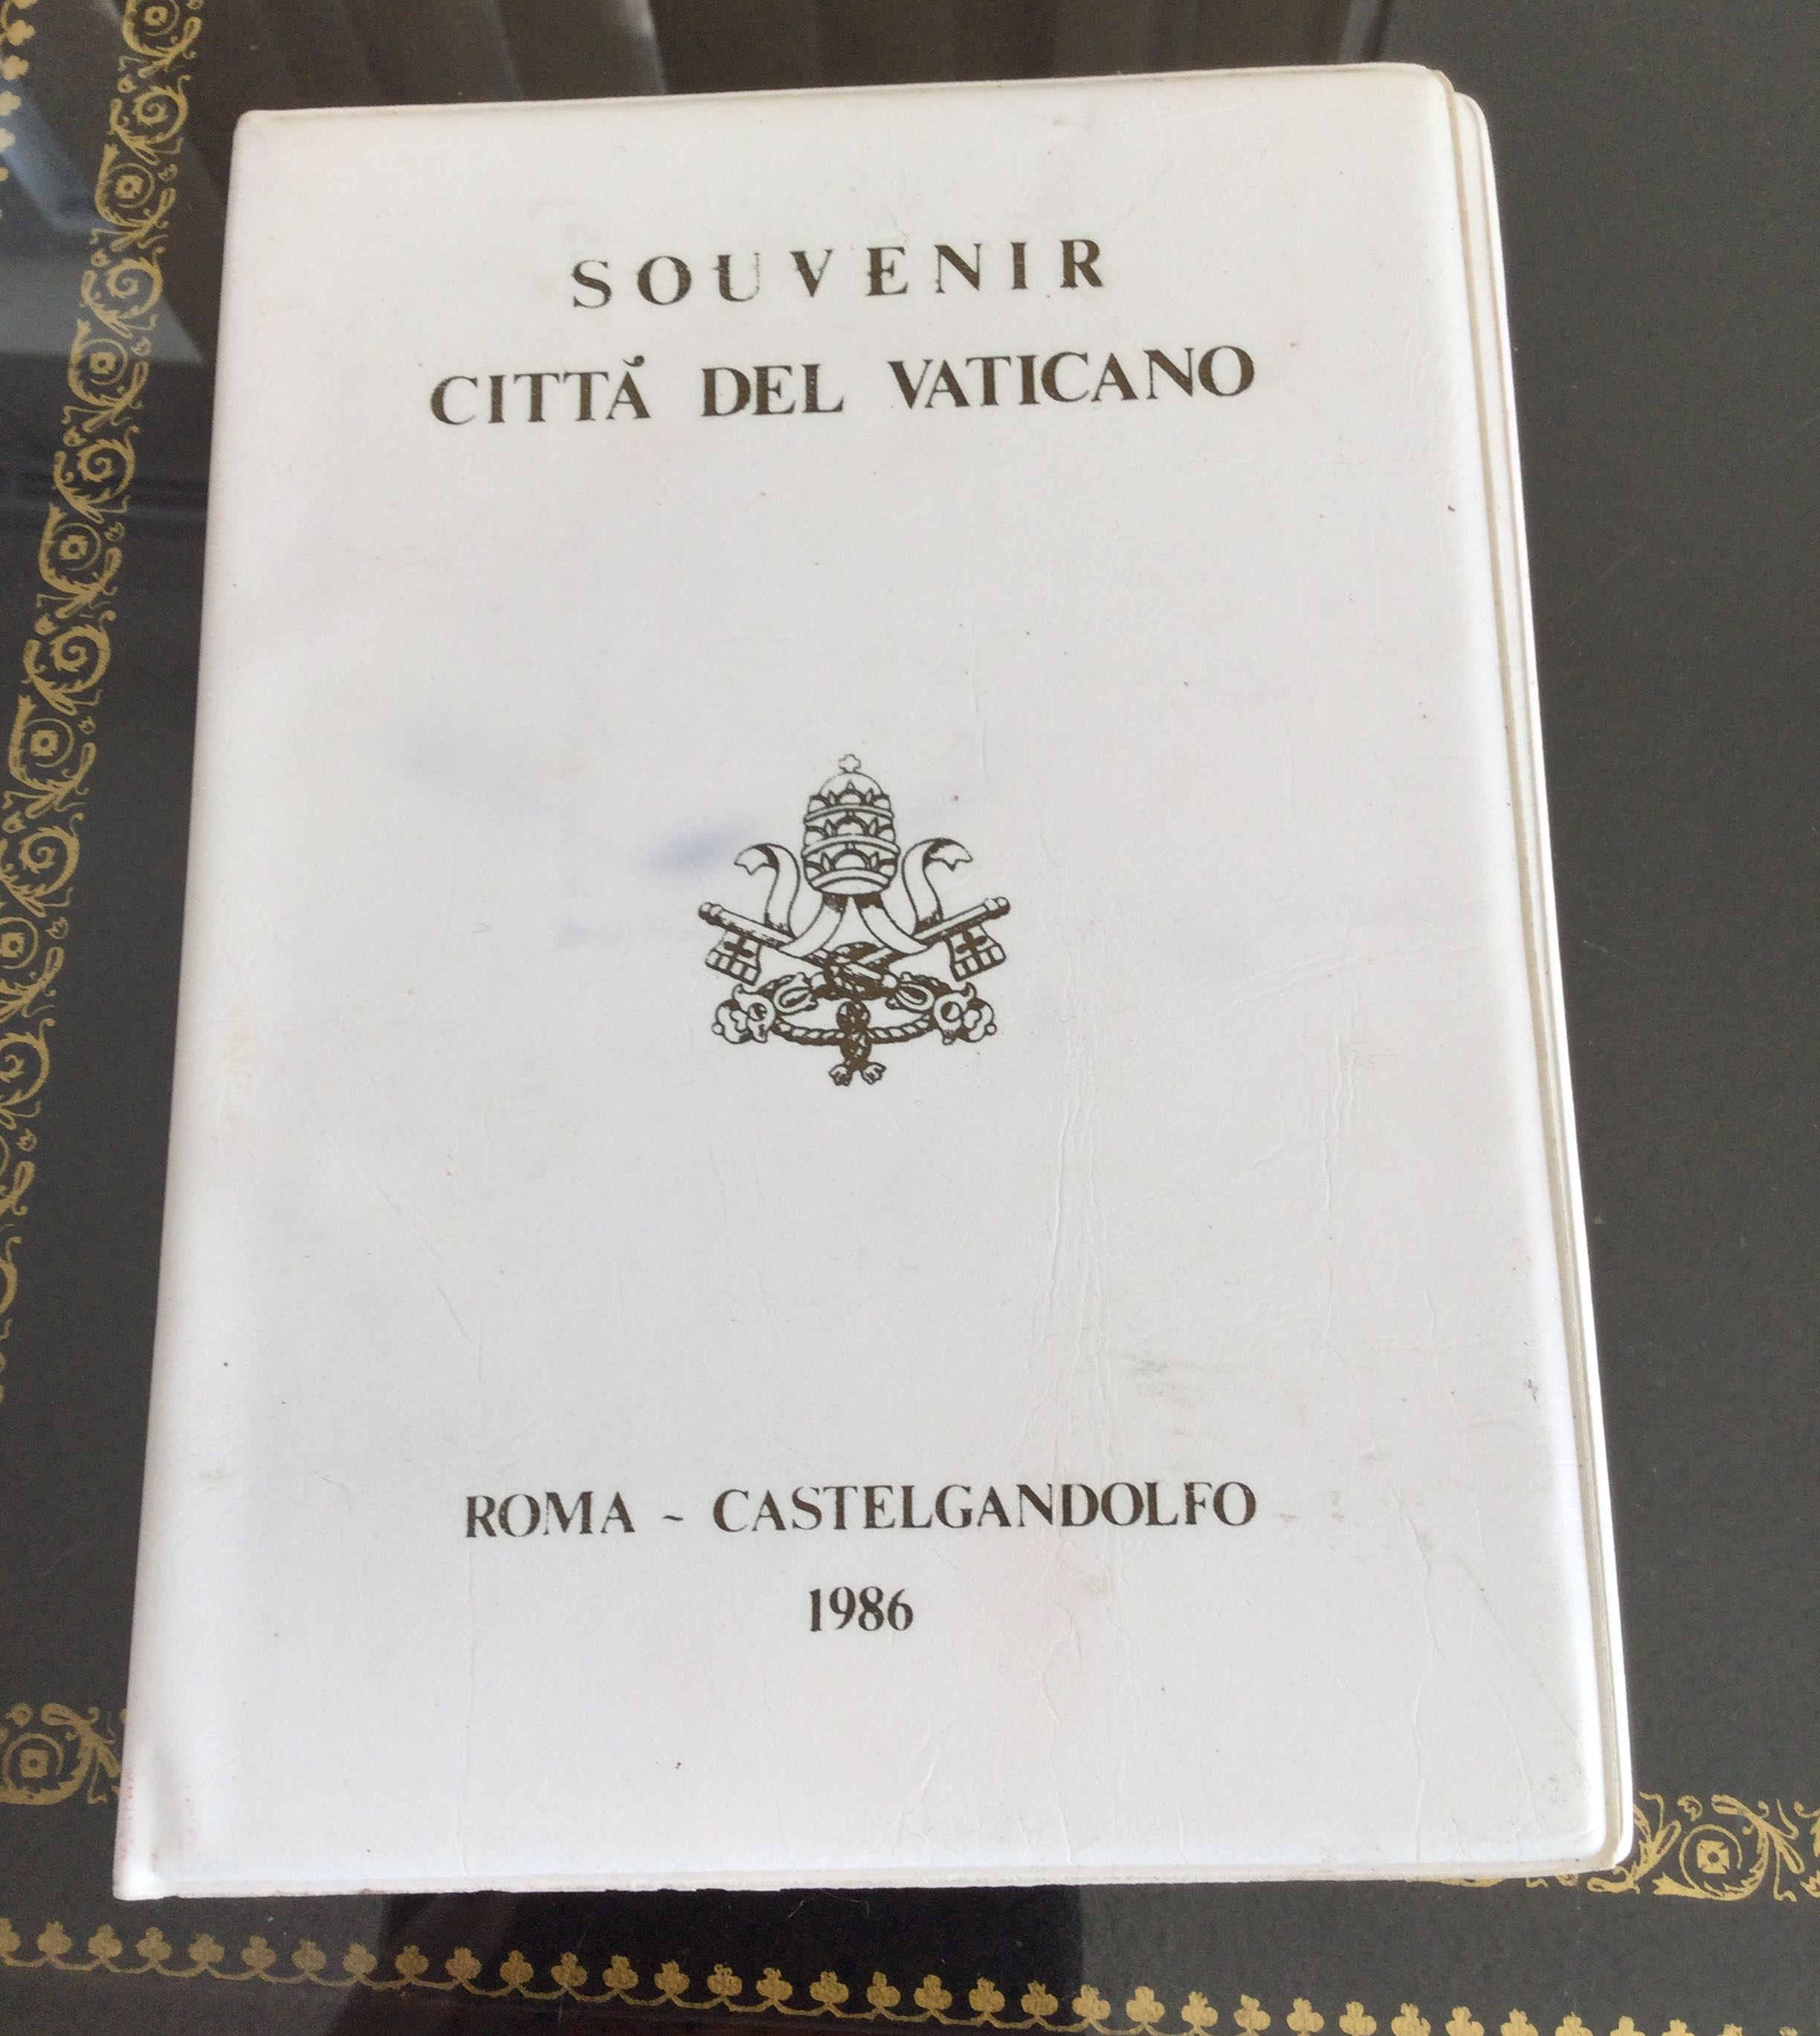 SOUVENIR
CITTÀ DEL VATICANO
ROMA - CASTELGANDOLFO
1986